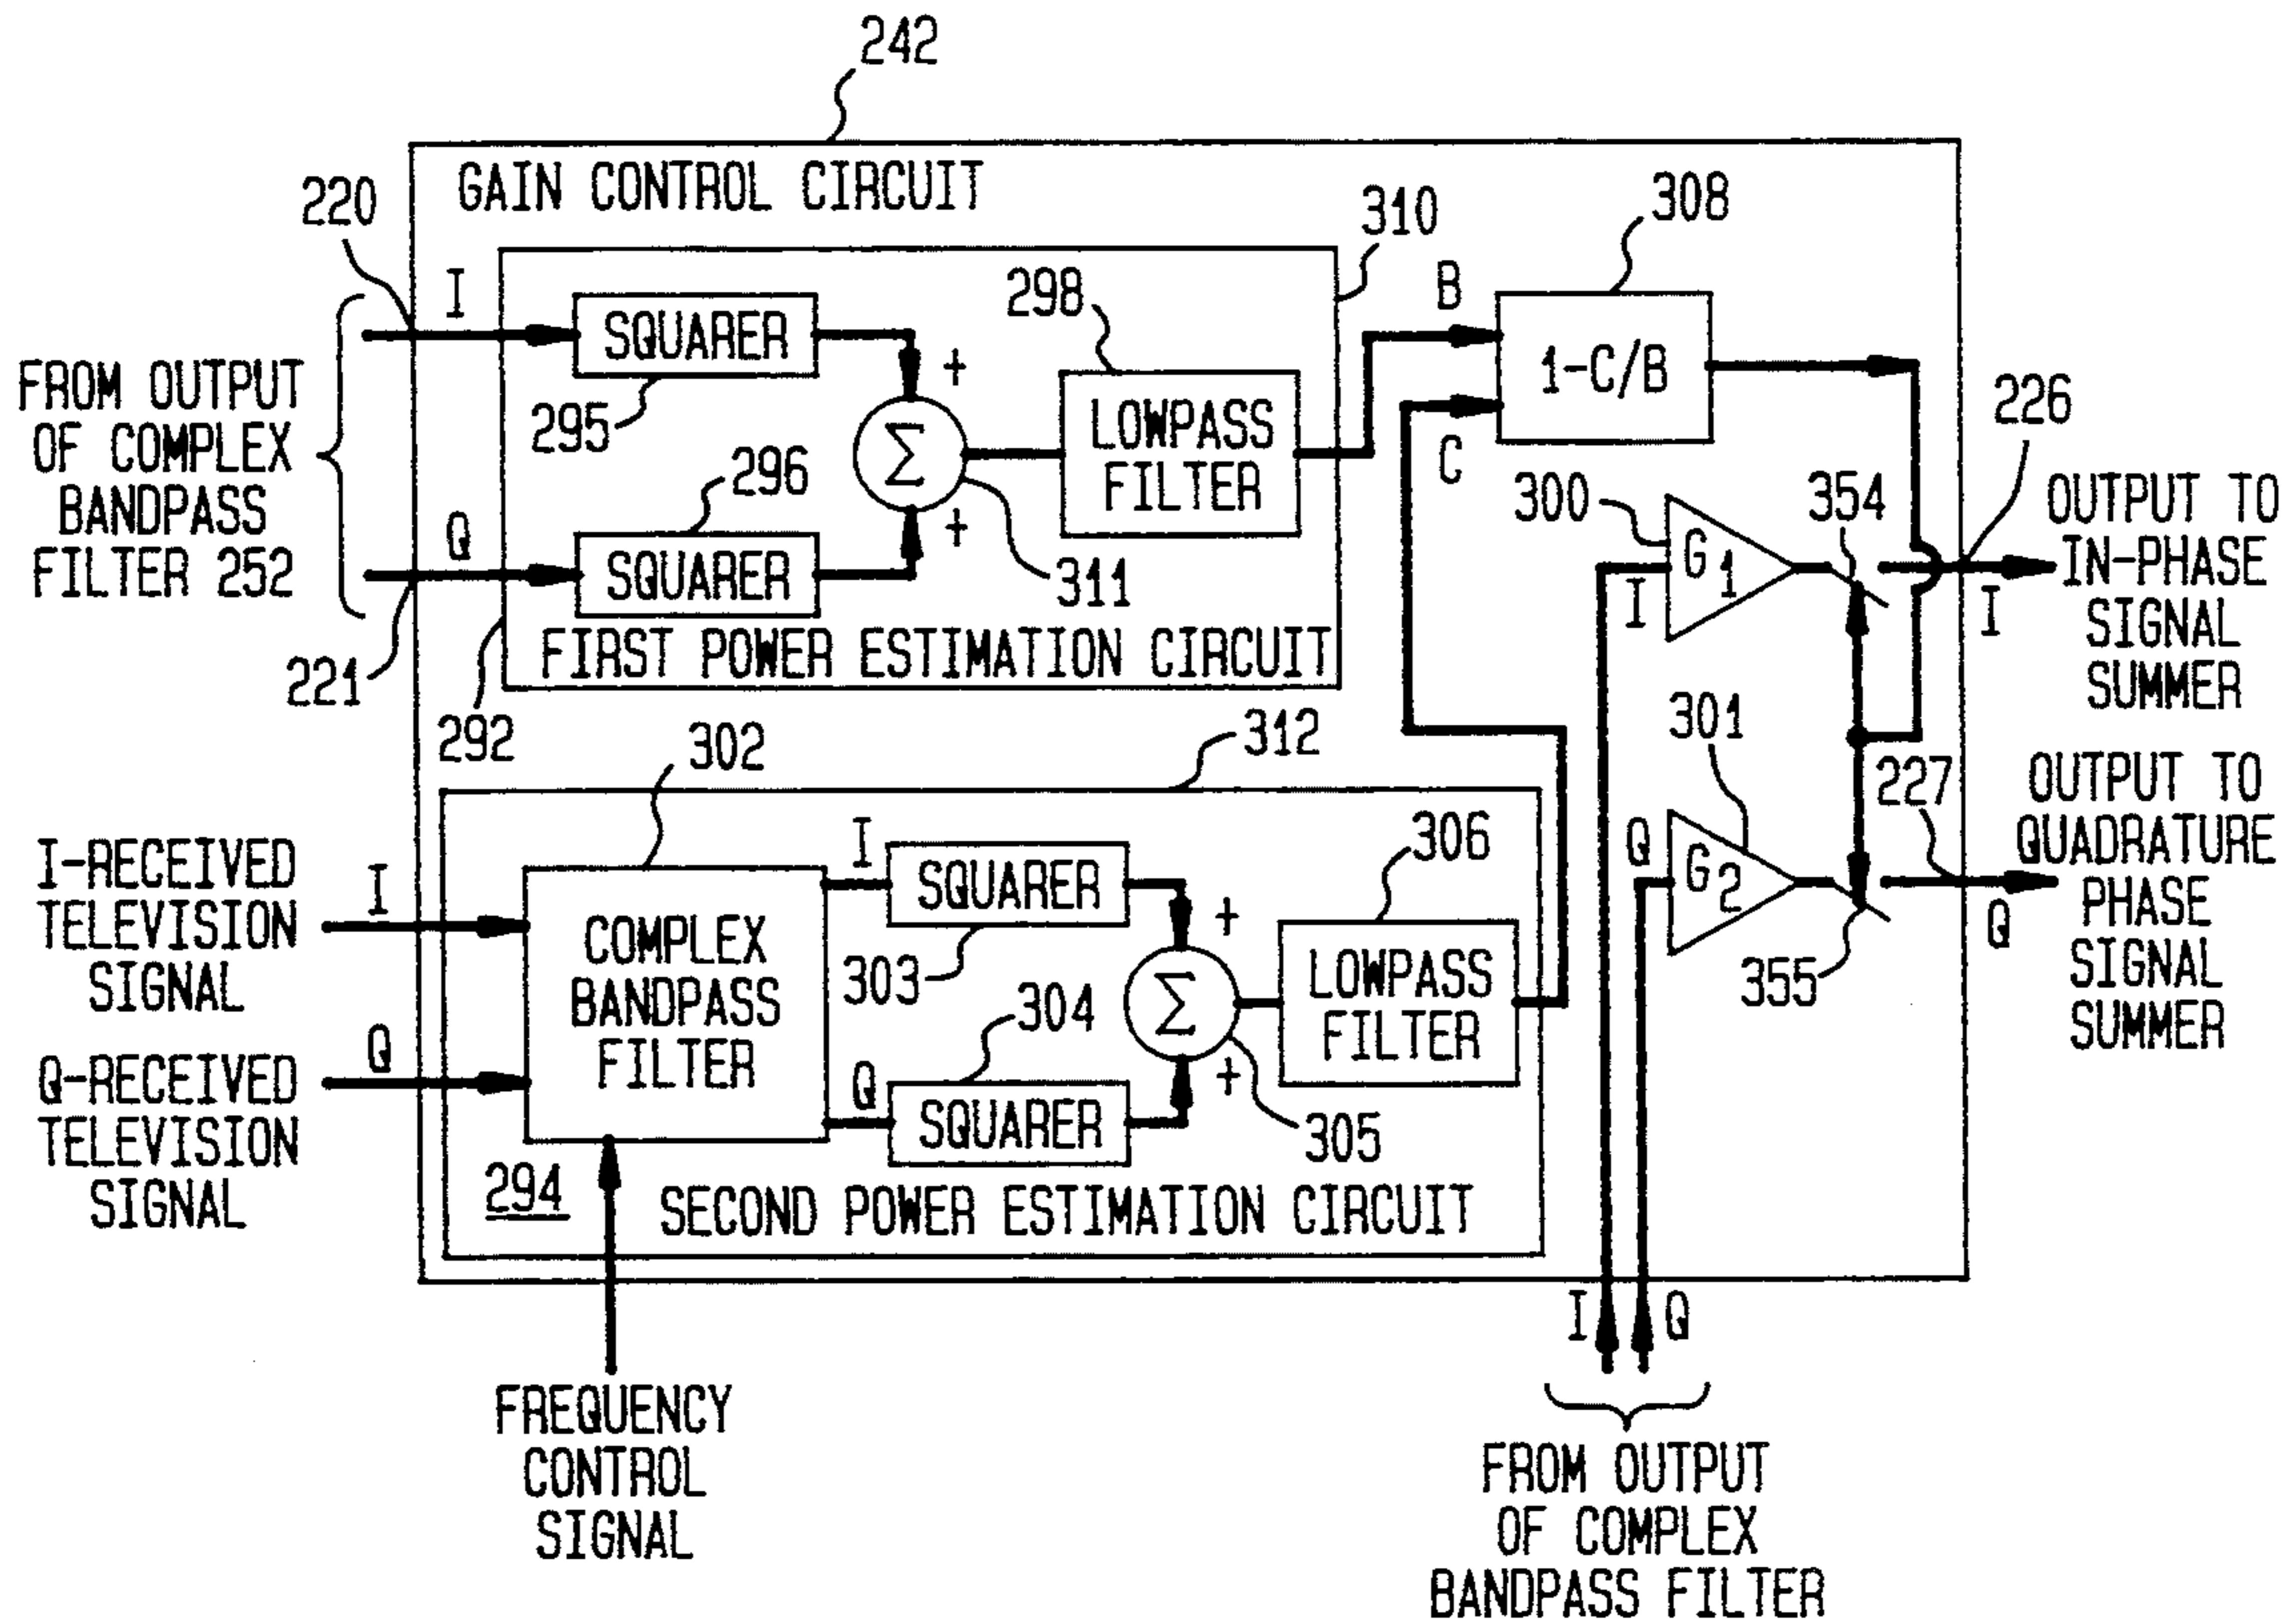 242
GAIN CONTROL CIRCUIT
220
310
308
I
B
298
SQUARER
+
295
1-C/B
226
FROM OUTPUT
OF COMPLEX
BANDPASS
FILTER 252
Σ
LOWPASS
FILTER
C
296
300
354
OUTPUT TO
IN-PHASE
SIGNAL
SUMMER
Q
+
SQUARER
311
G1
I
I
FIRST POWER ESTIMATION CIRCUIT
221
292
302
312
301
227
OUTPUT TO
QUADRATURE
PHASE
SIGNAL
SUMMER
I-RECEIVED
TELEVISION
SIGNAL
I
I
SQUARER
306
Q
G2
COMPLEX
BANDPASS
FILTER
303
+
Q
355
304
Σ
LOWPASS
FILTER
Q-RECEIVED
TELEVISION
SIGNAL
Q
Q
SQUARER
+
305
294
SECOND POWER ESTIMATION CIRCUIT
I
Q
FREQUENCY
CONTROL
SIGNAL
FROM OUTPUT
OF COMPLEX
BANDPASS FILTER